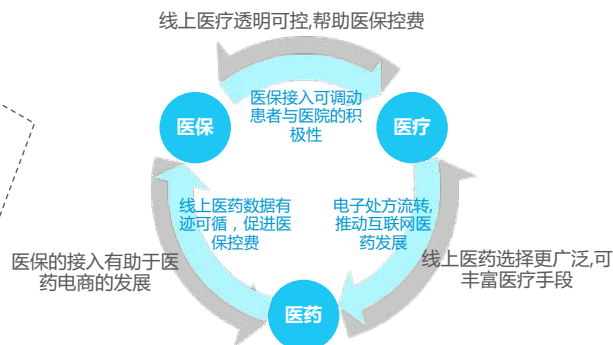 线上医疗透明可控,帮助医保控费
医保接入可调动
患者与医院的积
极性
医保
医疗
线上医药数据有
迹可循，促进医
保控费
电子处方流转,
推动互联网医
药发展
医保的接入有助于医
药电商的发展
线上医药选择更广泛,可
丰富医疗手段
医药